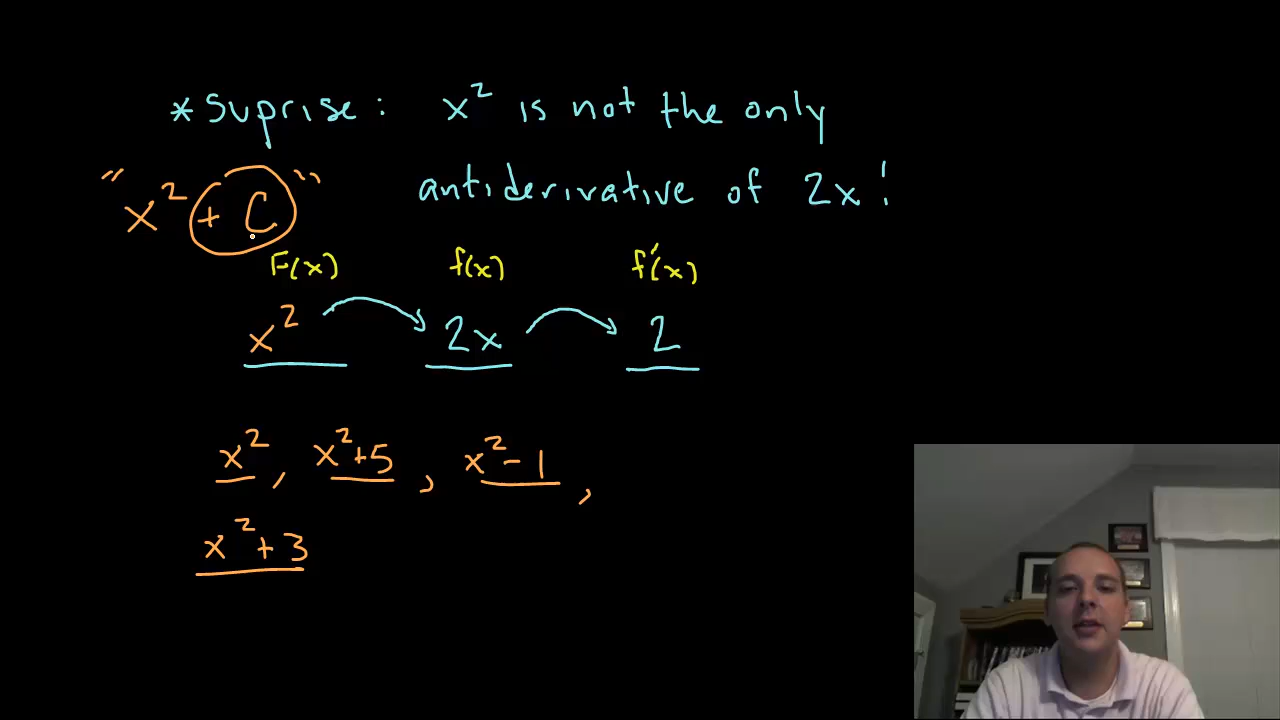 * Suprise: x² is not the only
antiderivative of 2x!
"x² + C"
F(x) f(x) f'(x)
x² 2x 2
x², x²+5, x²-1,
x²+3